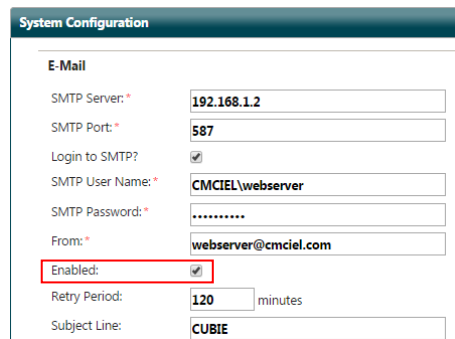 System Configuration
E-Mail
SMTP Server:* 192.168.1.2
SMTP Port:* 587
Login to SMTP?
SMTP User Name:* CMCIEL\webserver
SMTP Password:* ••••••••••
From:* webserver@cmciel.com
Enabled:
Retry Period: 120 minutes
Subject Line: CUBIE